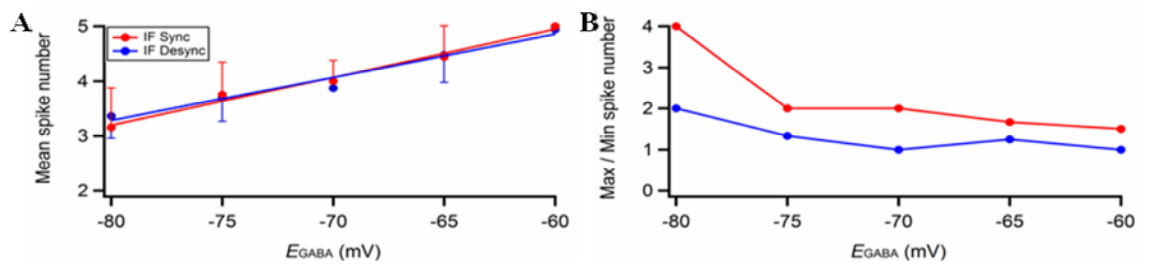 A
Mean spike number
5
4
3
2
IF Sync
IF Desync
-80 -75 -70 -65 -60
EGABA (mV)
B
Max / Min spike number
4
3
2
1
0
-80 -75 -70 -65 -60
EGABA (mV)